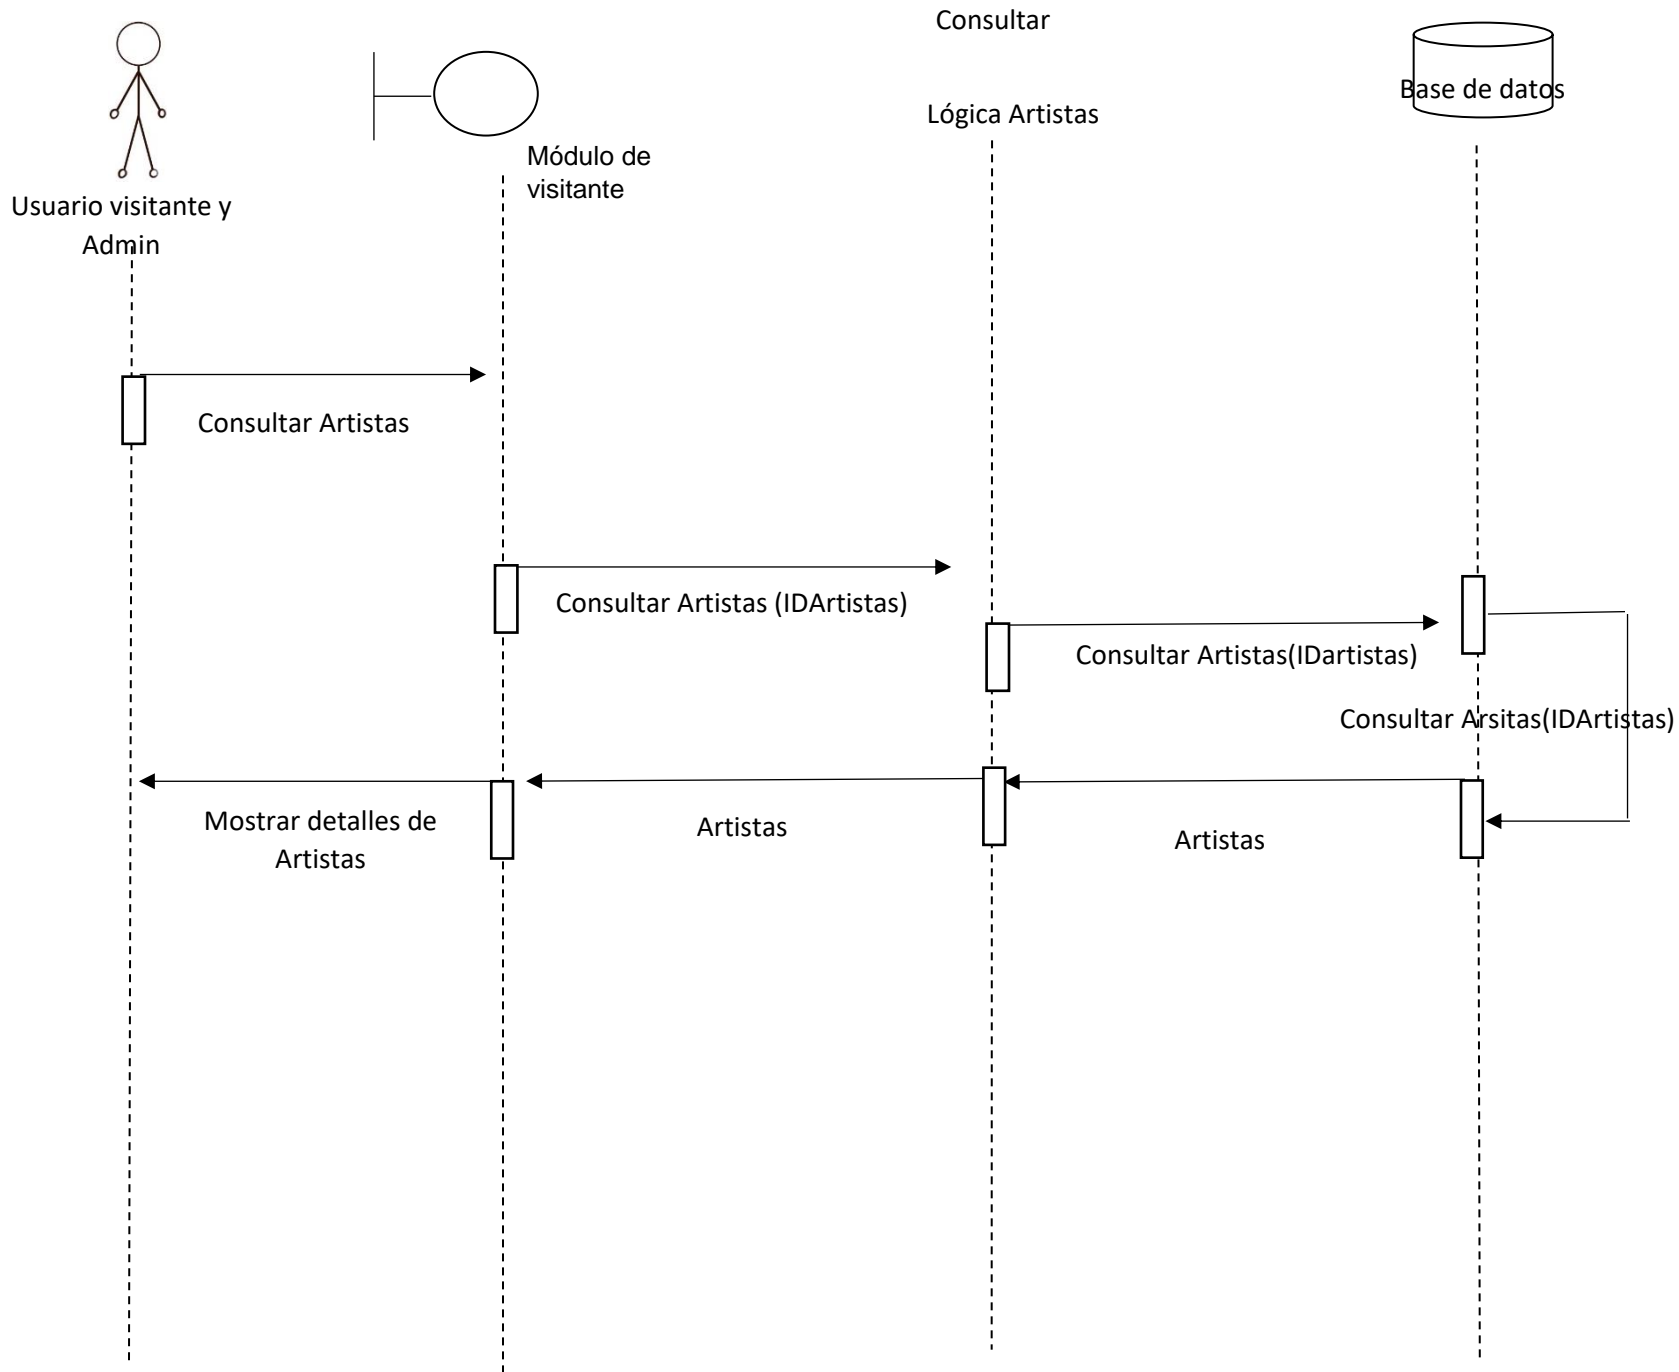 Consultar
Base de datos
Lógica Artistas
Módulo de
visitante
Usuario visitante y
Admin
Consultar Artistas
Consultar Artistas (IDArtistas)
Consultar Artistas(IDartistas)
Consultar Arsitas(IDArtistas)
Mostrar detalles de
Artistas
Artistas
Artistas